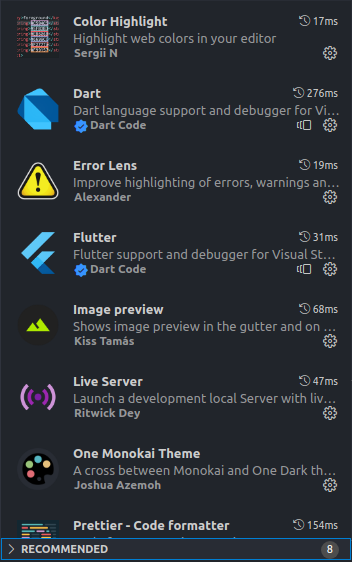 Color Highlight 17ms
Highlight web colors in your editor
Sergii N
Dart 276ms
Dart language support and debugger for Vi...
Dart Code
Error Lens 19ms
Improve highlighting of errors, warnings an...
Alexander
Flutter 31ms
Flutter support and debugger for Visual St...
Dart Code
Image preview 68ms
Shows image preview in the gutter and on ...
Kiss Tamás
Live Server 47ms
Launch a development local Server with liv...
Ritwick Dey
One Monokai Theme
A cross between Monokai and One Dark th...
Joshua Azemoh
Prettier - Code formatter 154ms
RECOMMENDED 8